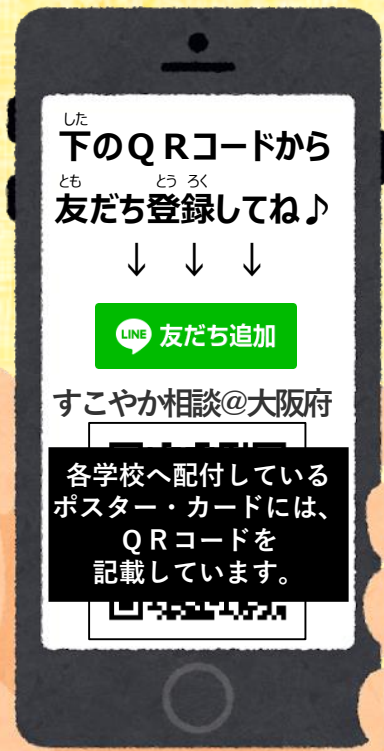 した
下のＱＲコードから
とも とう ろく
友だち登録してね♪
↓ ↓ ↓
LINE 友だち追加
すこやか相談@大阪府
各学校へ配付している
ポスター・カードには、
ＱＲコードを
記載しています。